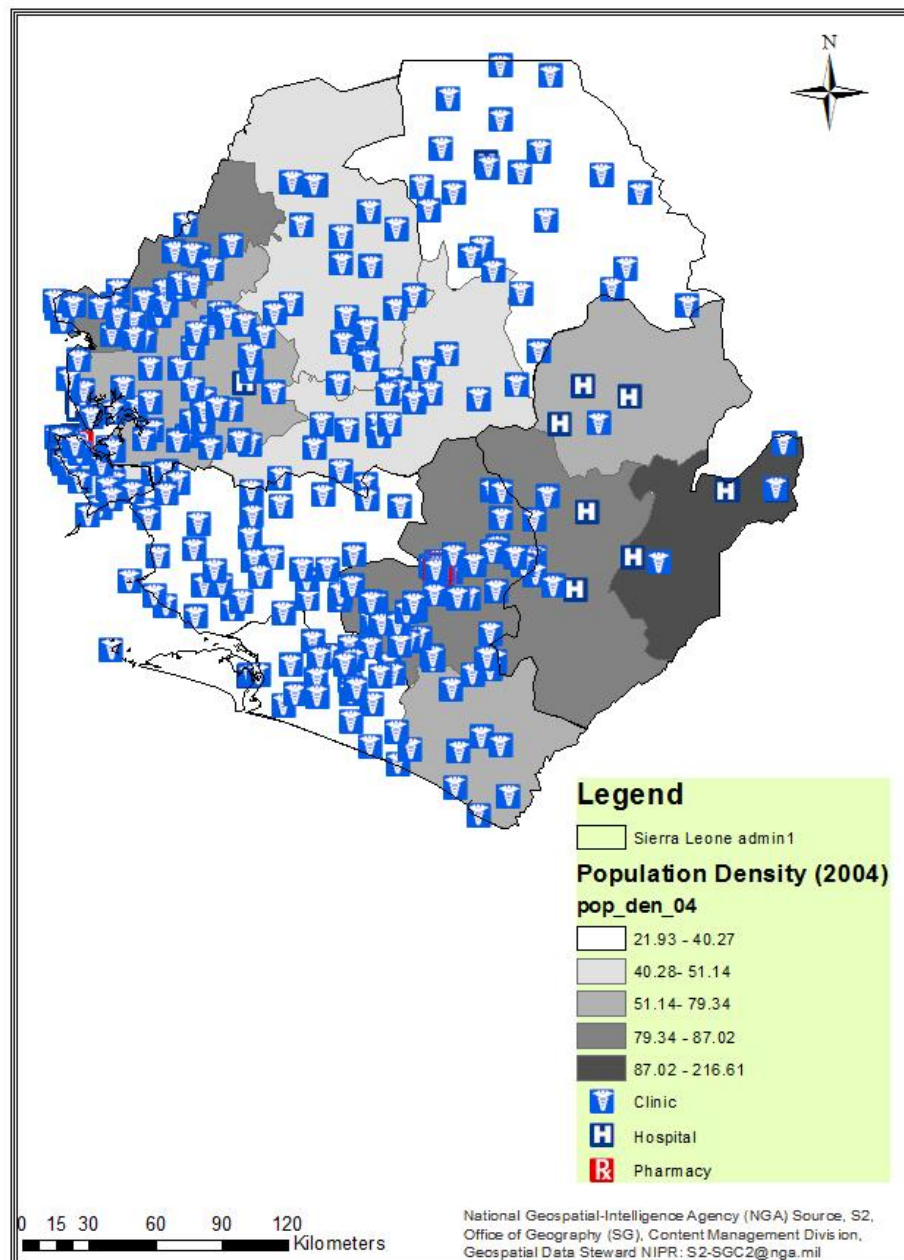 N
Legend
Sierra Leone admin1
Population Density (2004)
pop_den_04
21.93 - 40.27
40.28- 51.14
51.14- 79.34
79.34 - 87.02
87.02 - 216.61
Clinic
H Hospital
Rx Pharmacy
0 15 30 60 90 120
Kilometers
National Geospatial-Intelligence Agency (NGA) Source, S2,
Office of Geography (SG), Content Management Division,
Geospatial Data Steward NIPR: S2-SGC2@nga.mil
H
H
H
H
H
H
H
H
H